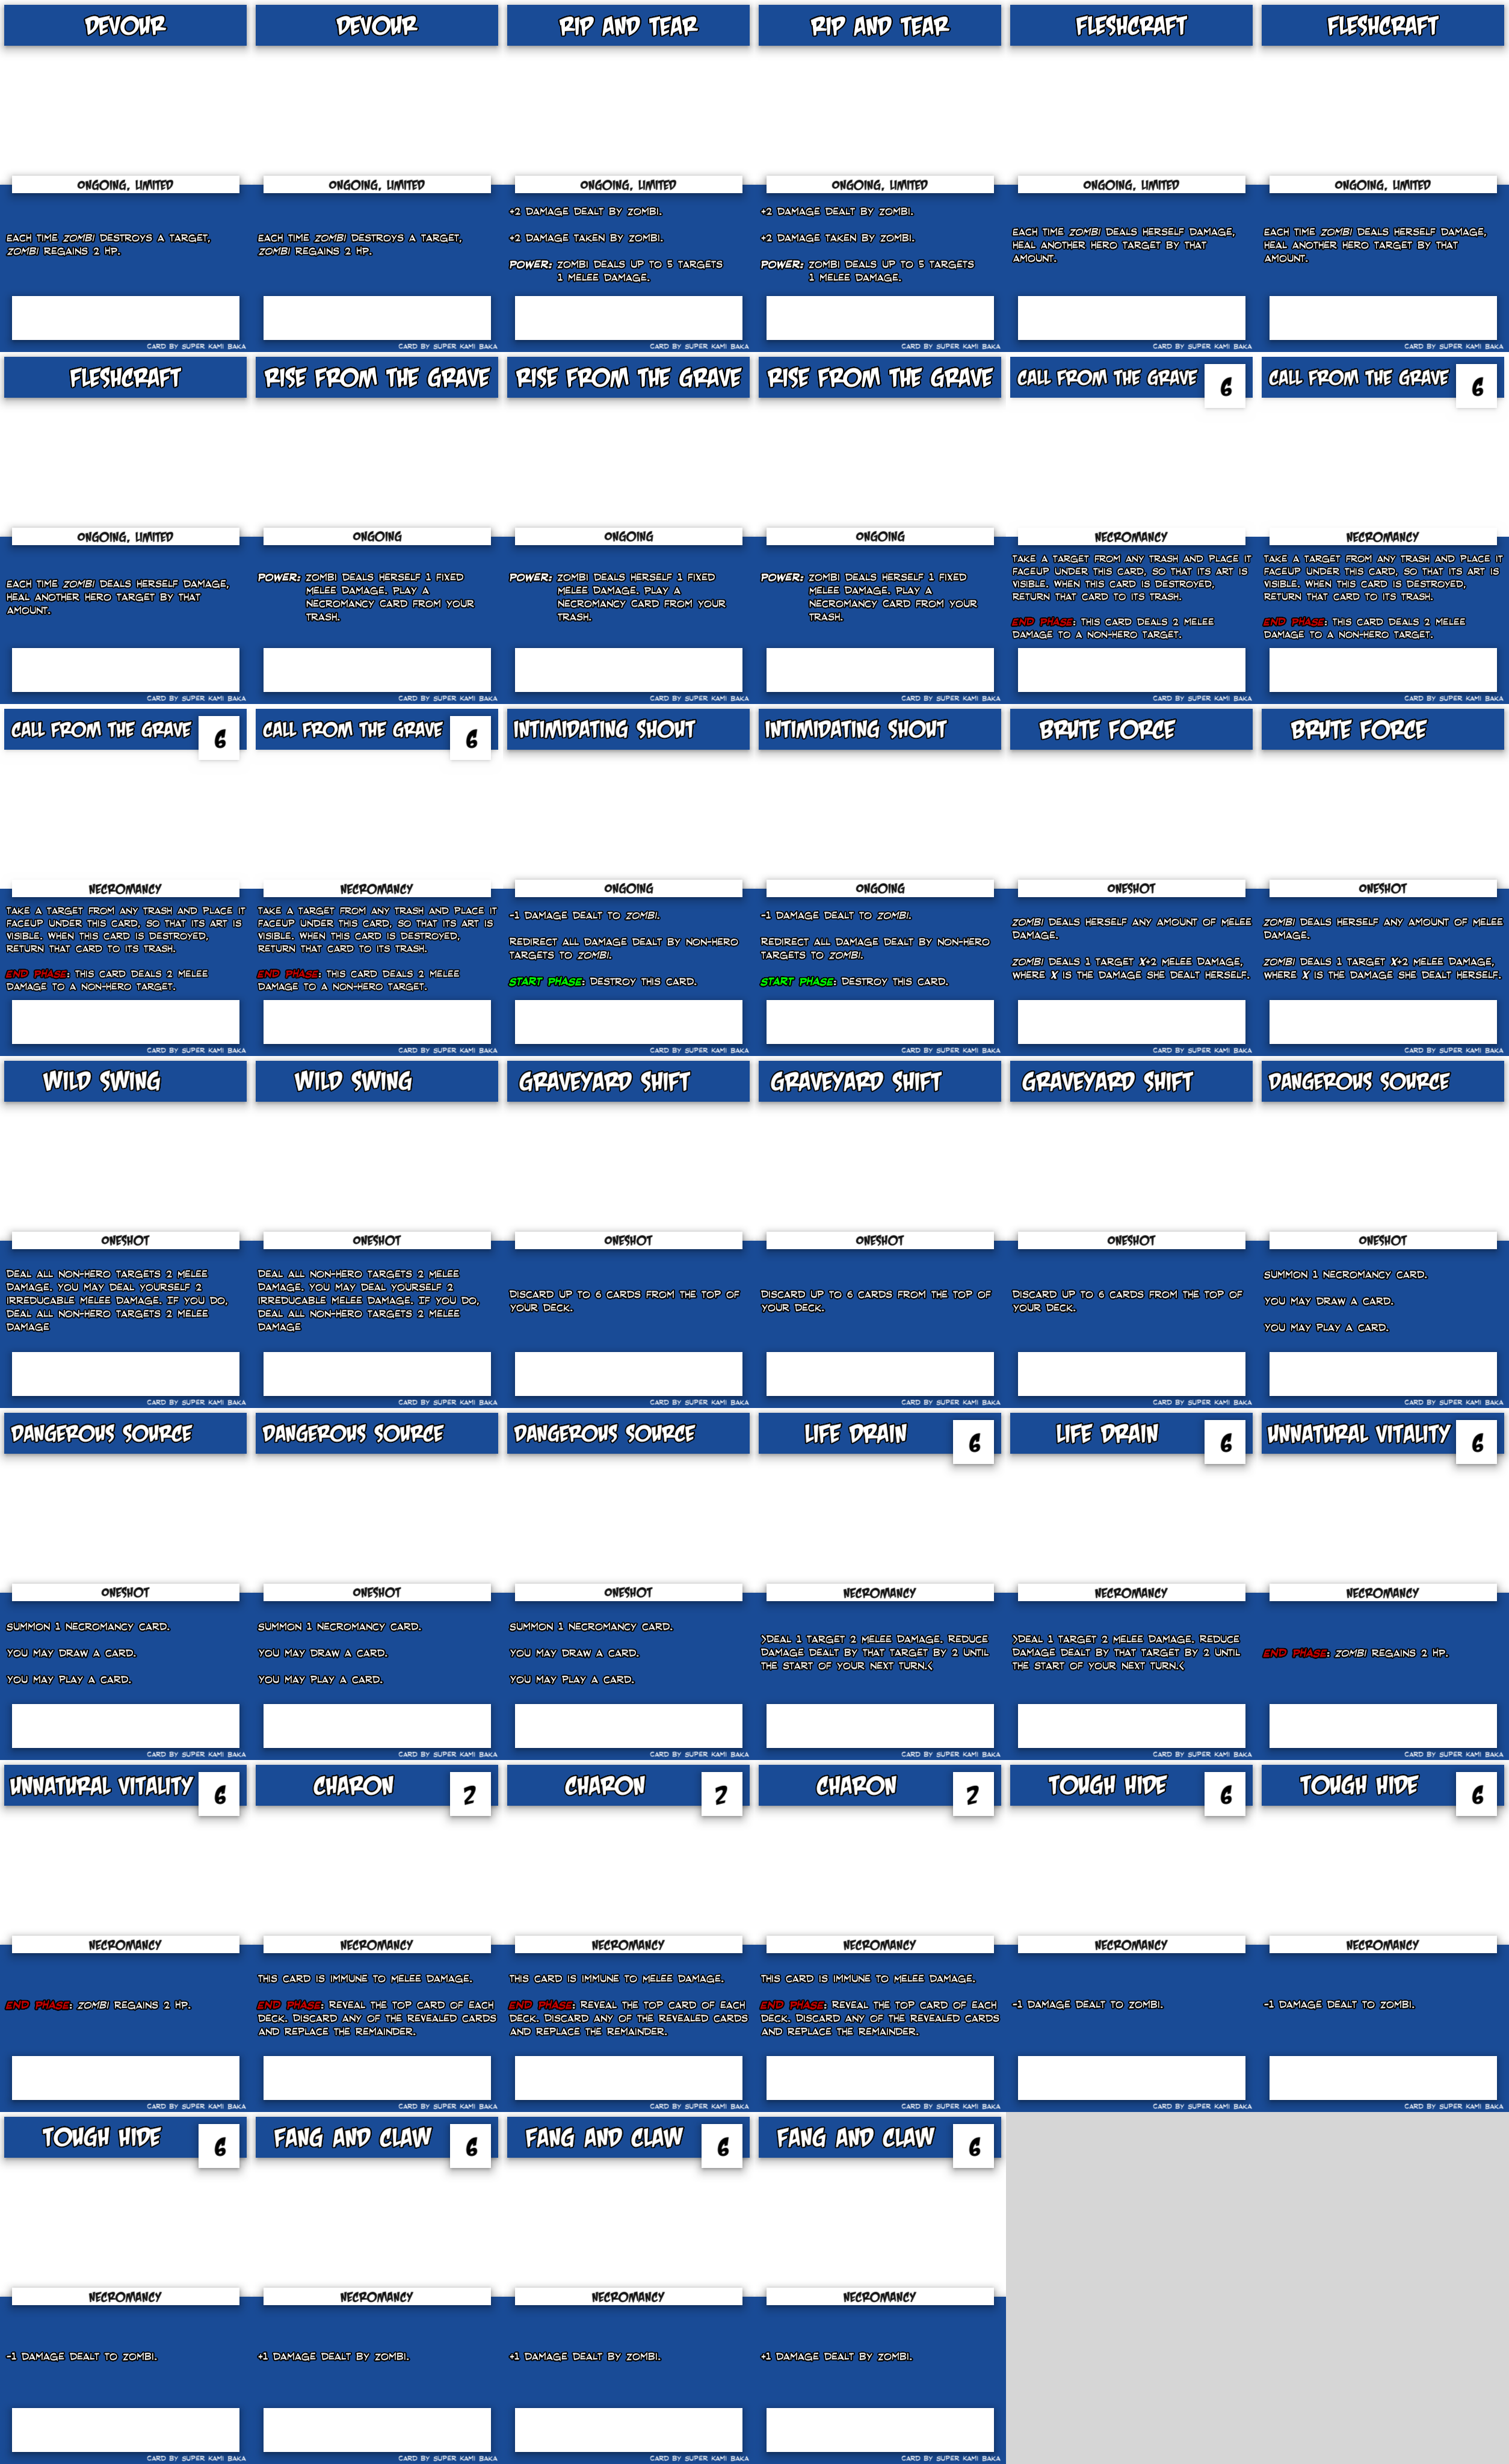 DEVOUR
ONGOING, LIMITED
EACH TIME ZOMBI DESTROYS A TARGET,
ZOMBI REGAINS 2 HP.
CARD BY SUPER KAMI BAKA
DEVOUR
ONGOING, LIMITED
EACH TIME ZOMBI DESTROYS A TARGET,
ZOMBI REGAINS 2 HP.
CARD BY SUPER KAMI BAKA
RIP AND TEAR
ONGOING, LIMITED
+2 DAMAGE DEALT BY ZOMBI.
+2 DAMAGE TAKEN BY ZOMBI.
POWER: ZOMBI DEALS UP TO 5 TARGETS
1 MELEE DAMAGE.
CARD BY SUPER KAMI BAKA
RIP AND TEAR
ONGOING, LIMITED
+2 DAMAGE DEALT BY ZOMBI.
+2 DAMAGE TAKEN BY ZOMBI.
POWER: ZOMBI DEALS UP TO 5 TARGETS
1 MELEE DAMAGE.
CARD BY SUPER KAMI BAKA
FLESHCRAFT
ONGOING, LIMITED
EACH TIME ZOMBI DEALS HERSELF DAMAGE,
HEAL ANOTHER HERO TARGET BY THAT
AMOUNT.
CARD BY SUPER KAMI BAKA
FLESHCRAFT
ONGOING, LIMITED
EACH TIME ZOMBI DEALS HERSELF DAMAGE,
HEAL ANOTHER HERO TARGET BY THAT
AMOUNT.
CARD BY SUPER KAMI BAKA
FLESHCRAFT
ONGOING, LIMITED
EACH TIME ZOMBI DEALS HERSELF DAMAGE,
HEAL ANOTHER HERO TARGET BY THAT
AMOUNT.
CARD BY SUPER KAMI BAKA
RISE FROM THE GRAVE
ONGOING
POWER: ZOMBI DEALS HERSELF 1 FIXED
MELEE DAMAGE. PLAY A
NECROMANCY CARD FROM YOUR
TRASH.
CARD BY SUPER KAMI BAKA
RISE FROM THE GRAVE
ONGOING
POWER: ZOMBI DEALS HERSELF 1 FIXED
MELEE DAMAGE. PLAY A
NECROMANCY CARD FROM YOUR
TRASH.
CARD BY SUPER KAMI BAKA
RISE FROM THE GRAVE
ONGOING
POWER: ZOMBI DEALS HERSELF 1 FIXED
MELEE DAMAGE. PLAY A
NECROMANCY CARD FROM YOUR
TRASH.
CARD BY SUPER KAMI BAKA
CALL FROM THE GRAVE
6
NECROMANCY
TAKE A TARGET FROM ANY TRASH AND PLACE IT
FACEUP UNDER THIS CARD, SO THAT ITS ART IS
VISIBLE. WHEN THIS CARD IS DESTROYED,
RETURN THAT CARD TO ITS TRASH.
END PHASE: THIS CARD DEALS 2 MELEE
DAMAGE TO A NON-HERO TARGET.
CARD BY SUPER KAMI BAKA
CALL FROM THE GRAVE
6
NECROMANCY
TAKE A TARGET FROM ANY TRASH AND PLACE IT
FACEUP UNDER THIS CARD, SO THAT ITS ART IS
VISIBLE. WHEN THIS CARD IS DESTROYED,
RETURN THAT CARD TO ITS TRASH.
END PHASE: THIS CARD DEALS 2 MELEE
DAMAGE TO A NON-HERO TARGET.
CARD BY SUPER KAMI BAKA
CALL FROM THE GRAVE
6
NECROMANCY
TAKE A TARGET FROM ANY TRASH AND PLACE IT
FACEUP UNDER THIS CARD, SO THAT ITS ART IS
VISIBLE. WHEN THIS CARD IS DESTROYED,
RETURN THAT CARD TO ITS TRASH.
END PHASE: THIS CARD DEALS 2 MELEE
DAMAGE TO A NON-HERO TARGET.
CARD BY SUPER KAMI BAKA
CALL FROM THE GRAVE
6
NECROMANCY
TAKE A TARGET FROM ANY TRASH AND PLACE IT
FACEUP UNDER THIS CARD, SO THAT ITS ART IS
VISIBLE. WHEN THIS CARD IS DESTROYED,
RETURN THAT CARD TO ITS TRASH.
END PHASE: THIS CARD DEALS 2 MELEE
DAMAGE TO A NON-HERO TARGET.
CARD BY SUPER KAMI BAKA
INTIMIDATING SHOUT
ONGOING
-1 DAMAGE DEALT TO ZOMBI.
REDIRECT ALL DAMAGE DEALT BY NON-HERO
TARGETS TO ZOMBI.
START PHASE: DESTROY THIS CARD.
CARD BY SUPER KAMI BAKA
INTIMIDATING SHOUT
ONGOING
-1 DAMAGE DEALT TO ZOMBI.
REDIRECT ALL DAMAGE DEALT BY NON-HERO
TARGETS TO ZOMBI.
START PHASE: DESTROY THIS CARD.
CARD BY SUPER KAMI BAKA
BRUTE FORCE
ONESHOT
ZOMBI DEALS HERSELF ANY AMOUNT OF MELEE
DAMAGE.
ZOMBI DEALS 1 TARGET X+2 MELEE DAMAGE,
WHERE X IS THE DAMAGE SHE DEALT HERSELF.
CARD BY SUPER KAMI BAKA
BRUTE FORCE
ONESHOT
ZOMBI DEALS HERSELF ANY AMOUNT OF MELEE
DAMAGE.
ZOMBI DEALS 1 TARGET X+2 MELEE DAMAGE,
WHERE X IS THE DAMAGE SHE DEALT HERSELF.
CARD BY SUPER KAMI BAKA
WILD SWING
ONESHOT
DEAL ALL NON-HERO TARGETS 2 MELEE
DAMAGE. YOU MAY DEAL YOURSELF 2
IRREDUCABLE MELEE DAMAGE. IF YOU DO,
DEAL ALL NON-HERO TARGETS 2 MELEE
DAMAGE
CARD BY SUPER KAMI BAKA
WILD SWING
ONESHOT
DEAL ALL NON-HERO TARGETS 2 MELEE
DAMAGE. YOU MAY DEAL YOURSELF 2
IRREDUCABLE MELEE DAMAGE. IF YOU DO,
DEAL ALL NON-HERO TARGETS 2 MELEE
DAMAGE
CARD BY SUPER KAMI BAKA
GRAVEYARD SHIFT
ONESHOT
DISCARD UP TO 6 CARDS FROM THE TOP OF
YOUR DECK.
CARD BY SUPER KAMI BAKA
GRAVEYARD SHIFT
ONESHOT
DISCARD UP TO 6 CARDS FROM THE TOP OF
YOUR DECK.
CARD BY SUPER KAMI BAKA
GRAVEYARD SHIFT
ONESHOT
DISCARD UP TO 6 CARDS FROM THE TOP OF
YOUR DECK.
CARD BY SUPER KAMI BAKA
DANGEROUS SOURCE
ONESHOT
SUMMON 1 NECROMANCY CARD.
YOU MAY DRAW A CARD.
YOU MAY PLAY A CARD.
CARD BY SUPER KAMI BAKA
DANGEROUS SOURCE
ONESHOT
SUMMON 1 NECROMANCY CARD.
YOU MAY DRAW A CARD.
YOU MAY PLAY A CARD.
CARD BY SUPER KAMI BAKA
DANGEROUS SOURCE
ONESHOT
SUMMON 1 NECROMANCY CARD.
YOU MAY DRAW A CARD.
YOU MAY PLAY A CARD.
CARD BY SUPER KAMI BAKA
DANGEROUS SOURCE
ONESHOT
SUMMON 1 NECROMANCY CARD.
YOU MAY DRAW A CARD.
YOU MAY PLAY A CARD.
CARD BY SUPER KAMI BAKA
LIFE DRAIN
6
NECROMANCY
>DEAL 1 TARGET 2 MELEE DAMAGE. REDUCE
DAMAGE DEALT BY THAT TARGET BY 2 UNTIL
THE START OF YOUR NEXT TURN.<
CARD BY SUPER KAMI BAKA
LIFE DRAIN
6
NECROMANCY
>DEAL 1 TARGET 2 MELEE DAMAGE. REDUCE
DAMAGE DEALT BY THAT TARGET BY 2 UNTIL
THE START OF YOUR NEXT TURN.<
CARD BY SUPER KAMI BAKA
UNNATURAL VITALITY
6
NECROMANCY
END PHASE: ZOMBI REGAINS 2 HP.
CARD BY SUPER KAMI BAKA
UNNATURAL VITALITY
6
NECROMANCY
END PHASE: ZOMBI REGAINS 2 HP.
CARD BY SUPER KAMI BAKA
CHARON
2
NECROMANCY
THIS CARD IS IMMUNE TO MELEE DAMAGE.
END PHASE: REVEAL THE TOP CARD OF EACH
DECK. DISCARD ANY OF THE REVEALED CARDS
AND REPLACE THE REMAINDER.
CARD BY SUPER KAMI BAKA
CHARON
2
NECROMANCY
THIS CARD IS IMMUNE TO MELEE DAMAGE.
END PHASE: REVEAL THE TOP CARD OF EACH
DECK. DISCARD ANY OF THE REVEALED CARDS
AND REPLACE THE REMAINDER.
CARD BY SUPER KAMI BAKA
CHARON
2
NECROMANCY
THIS CARD IS IMMUNE TO MELEE DAMAGE.
END PHASE: REVEAL THE TOP CARD OF EACH
DECK. DISCARD ANY OF THE REVEALED CARDS
AND REPLACE THE REMAINDER.
CARD BY SUPER KAMI BAKA
TOUGH HIDE
6
NECROMANCY
-1 DAMAGE DEALT TO ZOMBI.
CARD BY SUPER KAMI BAKA
TOUGH HIDE
6
NECROMANCY
-1 DAMAGE DEALT TO ZOMBI.
CARD BY SUPER KAMI BAKA
TOUGH HIDE
6
NECROMANCY
-1 DAMAGE DEALT TO ZOMBI.
CARD BY SUPER KAMI BAKA
FANG AND CLAW
6
NECROMANCY
+1 DAMAGE DEALT BY ZOMBI.
CARD BY SUPER KAMI BAKA
FANG AND CLAW
6
NECROMANCY
+1 DAMAGE DEALT BY ZOMBI.
CARD BY SUPER KAMI BAKA
FANG AND CLAW
6
NECROMANCY
+1 DAMAGE DEALT BY ZOMBI.
CARD BY SUPER KAMI BAKA